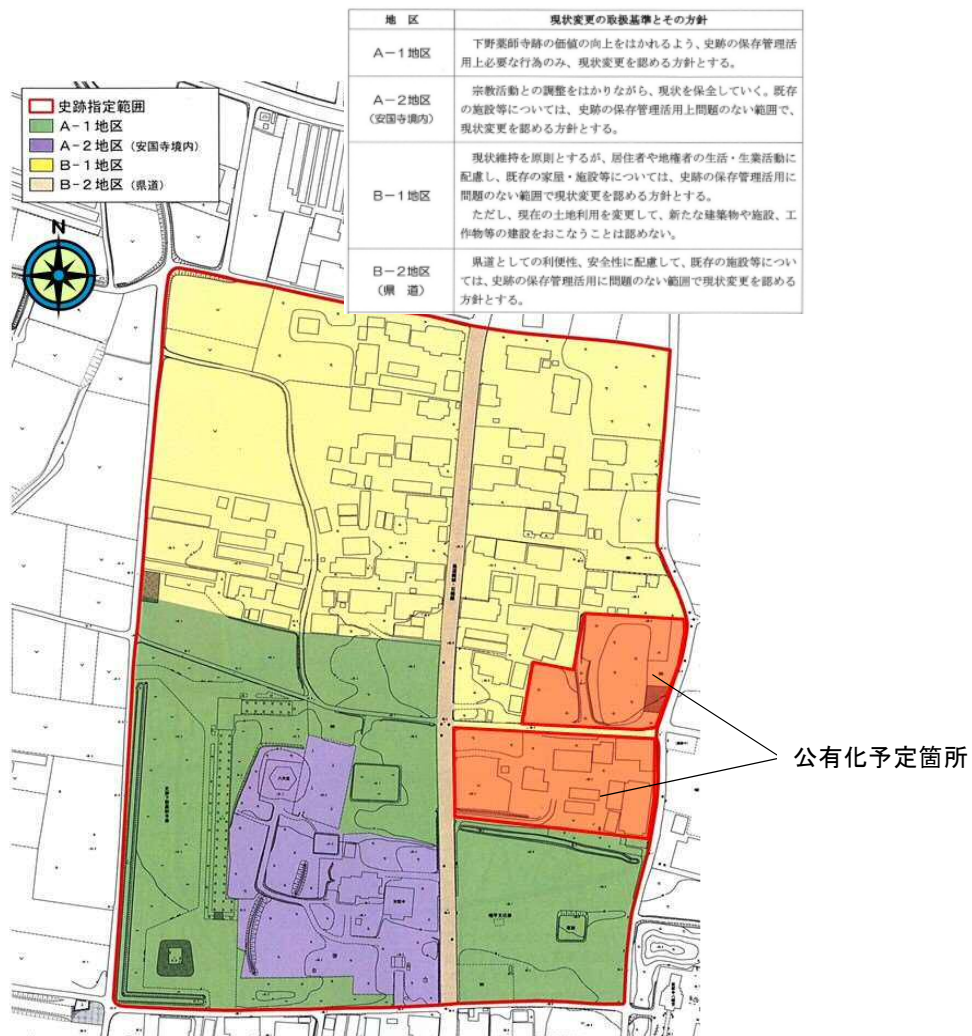 地 区 現状変更の取扱基準とその方針
A-1地区
下野薬師寺跡の価値の向上をはかれるよう、史跡の保存管理活
用上必要な行為のみ、現状変更を認める方針とする。
A-2地区
(安国寺境内)
宗教活動との調整をはかりながら、現状を保全していく。既存
の施設等については、史跡の保存管理活用上問題のない範囲で、
現状変更を認める方針とする。
B-1地区
現状維持を原則とするが、居住者や地権者の生活・生業活動に
配慮し、既存の家屋・施設等については、史跡の保存管理活用に
問題のない範囲で現状変更を認める方針とする。
ただし、現在の土地利用を変更して、新たな建築物や施設、工
作物等の建設をおこなうことは認めない。
B-2地区
(県 道)
県道としての利便性、安全性に配慮して、既存の施設等につい
ては、史跡の保存管理活用に問題のない範囲で現状変更を認める
方針とする。
史跡指定範囲
A-1地区
A-2地区(安国寺境内)
B-1地区
B-2地区(県道)
N
公有化予定箇所